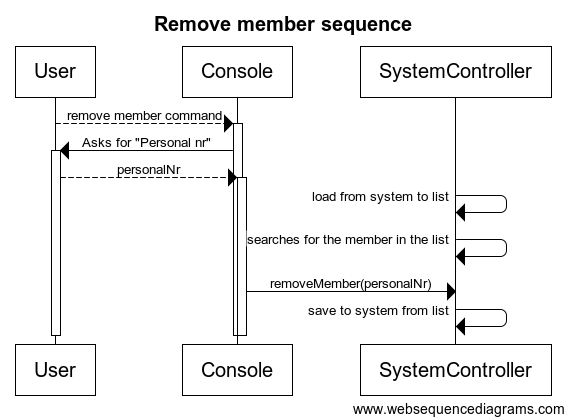 Remove member sequence
User
Console
SystemController
remove member command
Asks for "Personal nr"
personalNr
load from system to list
searches for the member in the list
removeMember(personalNr)
save to system from list
User
Console
SystemController
www.websequencediagrams.com